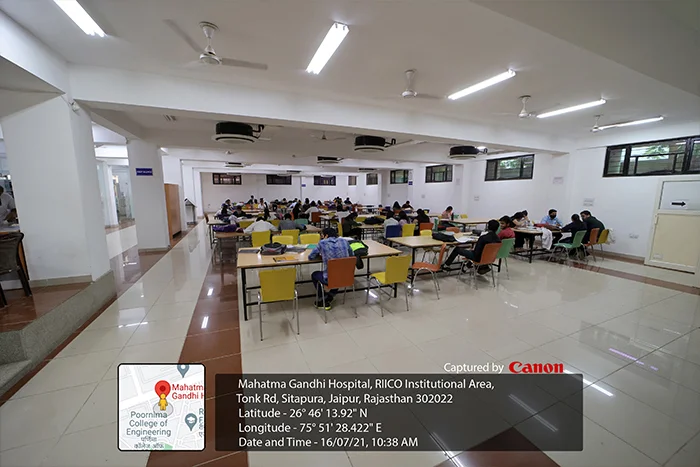 Captured by Canon
Mahatma Gandhi Hospital, RIICO Institutional Area,
Tonk Rd, Sitapura, Jaipur, Rajasthan 302022
Latitude - 26° 46' 13.92" N
Longitude - 75° 51' 28.422" E
Date and Time - 16/07/21, 10:38 AM
Mahatma
Gandhi H
Poornima
College of
Engineering